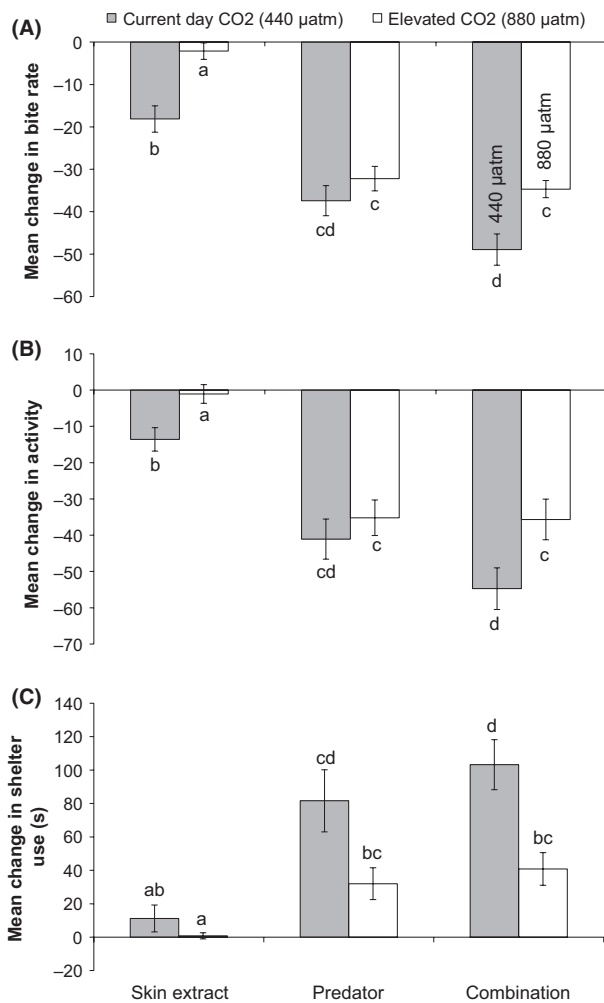 Current day CO2 (440 µatm) Elevated CO2 (880 µatm)
(A)
0
–10
–20
–30
–40
–50
–60
Mean change in bite rate
b
a
cd
c
440 µatm
880 µatm
d
c
(B)
10
0
–10
–20
–30
–40
–50
–60
–70
Mean change in activity
b
a
cd
c
d
c
(C)
140
120
100
80
60
40
20
0
–20
Mean change in shelter
use (s)
ab
a
cd
bc
d
bc
Skin extract Predator Combination